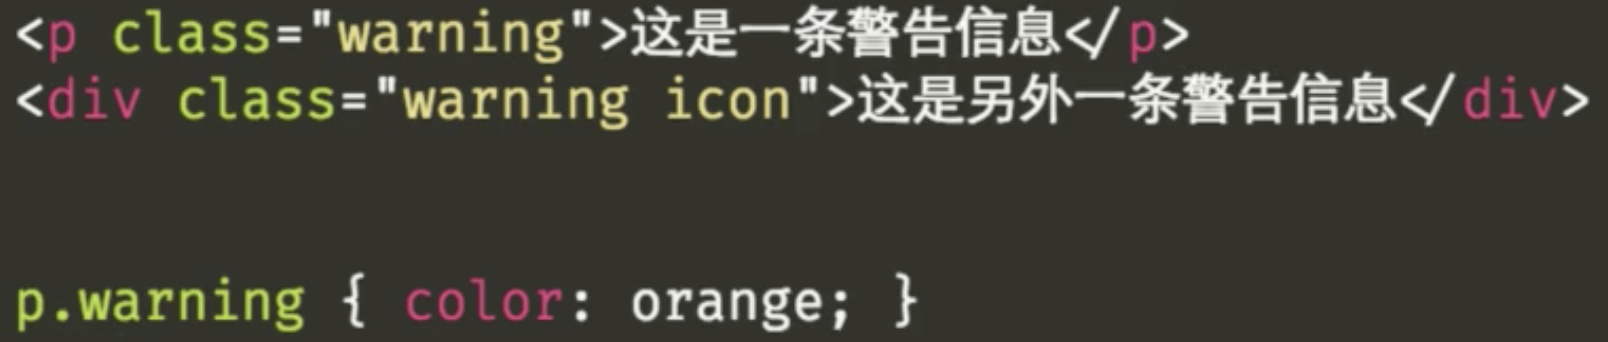 <p class="warning">这是一条警告信息</p>
<div class="warning icon">这是另外一条警告信息</div>
p.warning { color: orange; }